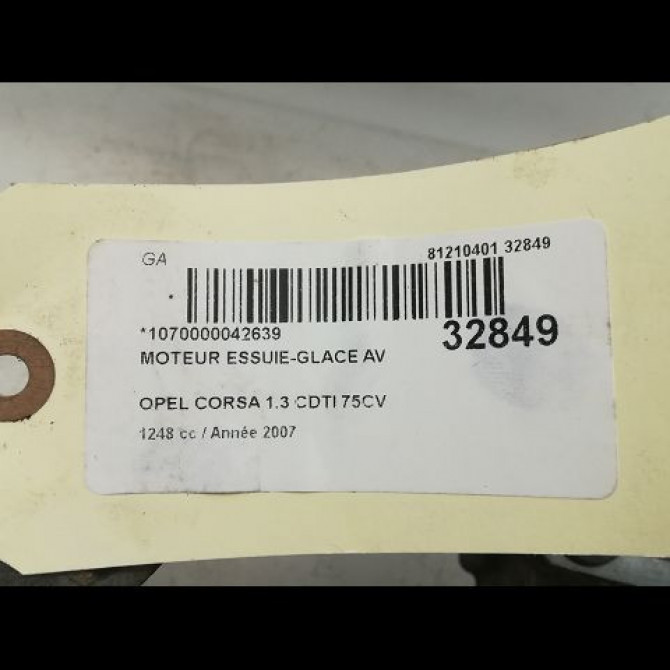 GA
81210401 32849
*
*1070000042639
32849
MOTEUR ESSUIE-GLACE AV
OPEL CORSA 1.3 CDTI 75CV
1248 cc / Année 2007